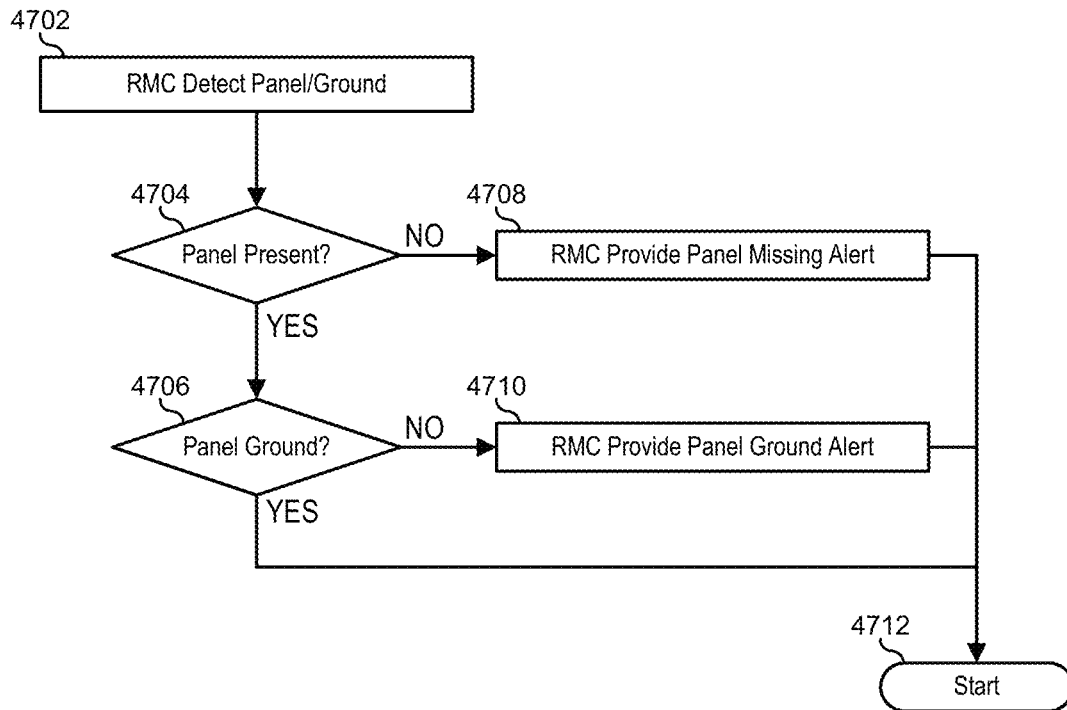 4702
RMC Detect Panel/Ground
4704
Panel Present?
NO
4708
RMC Provide Panel Missing Alert
YES
4706
Panel Ground?
NO
4710
RMC Provide Panel Ground Alert
YES
4712
Start